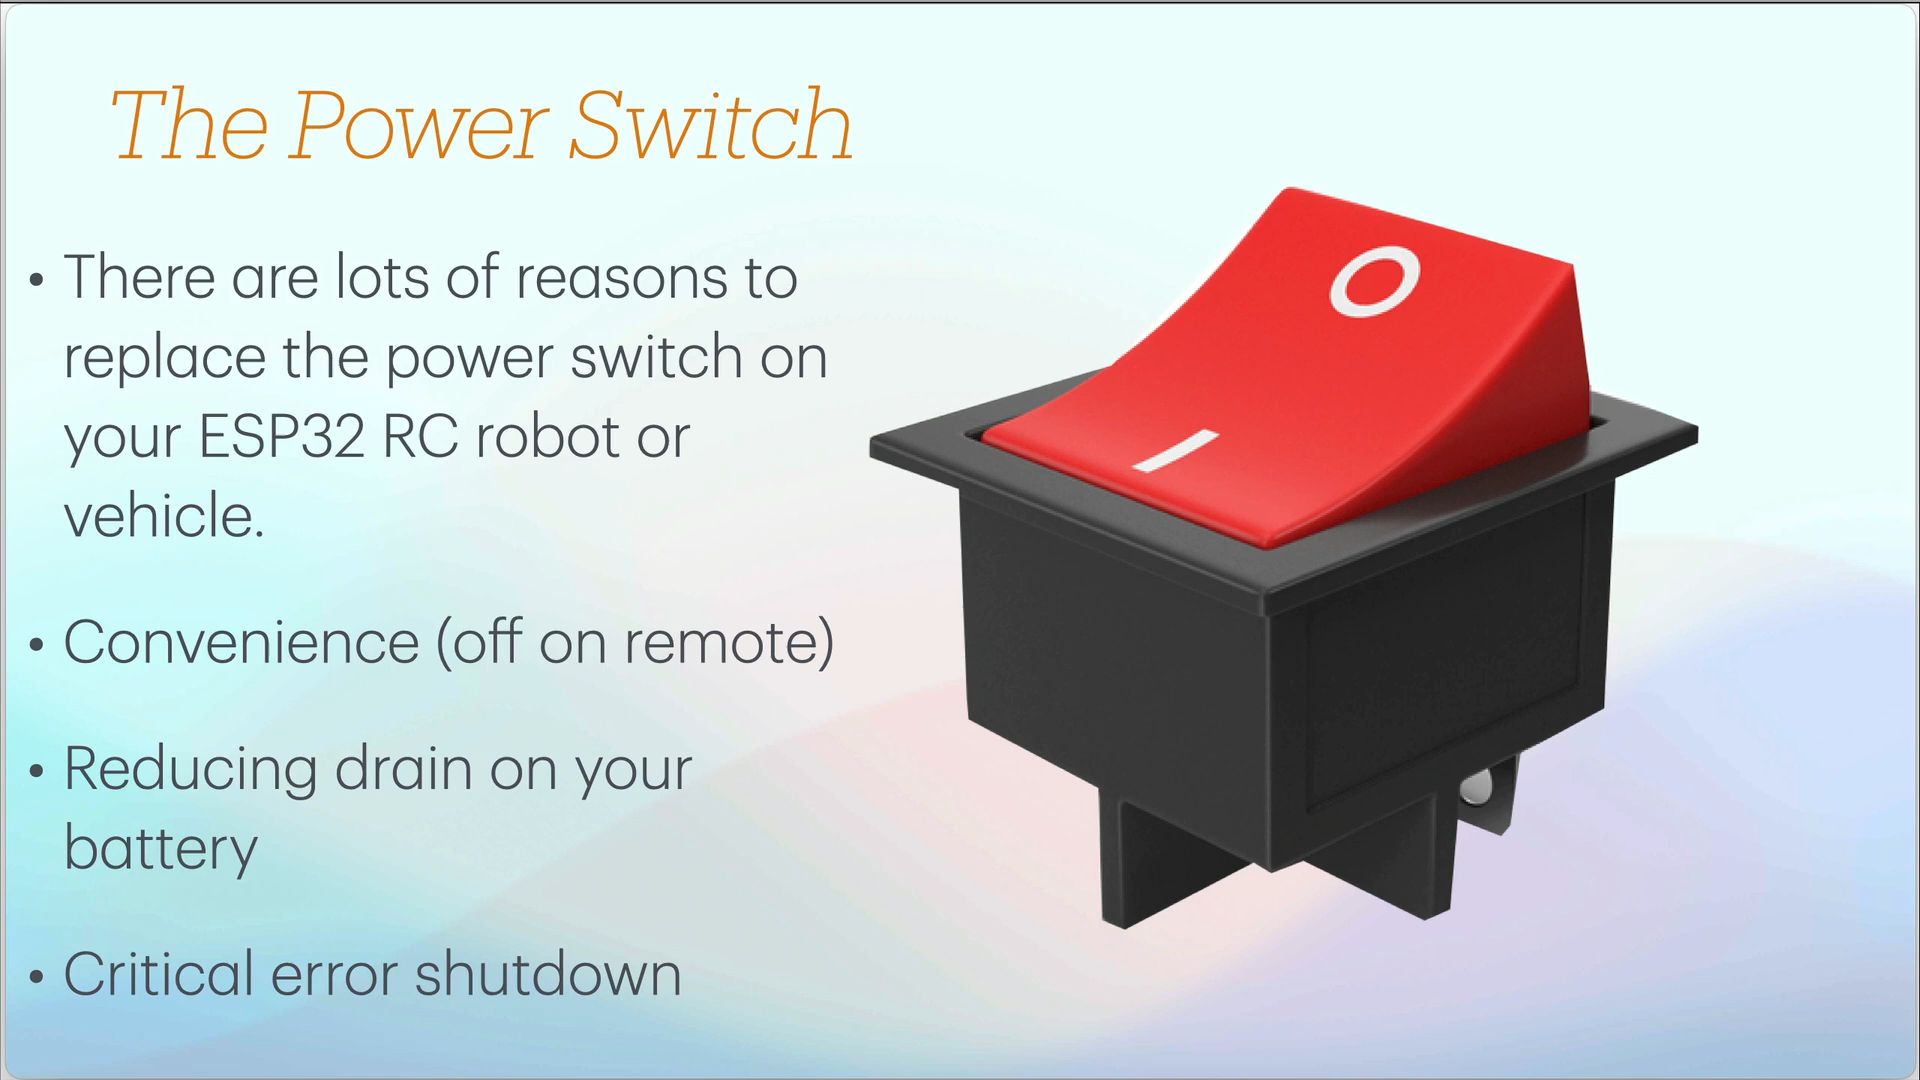 The Power Switch
• There are lots of reasons to
replace the power switch on
your ESP32 RC robot or
vehicle.
• Convenience (off on remote)
• Reducing drain on your
battery
• Critical error shutdown
O
I